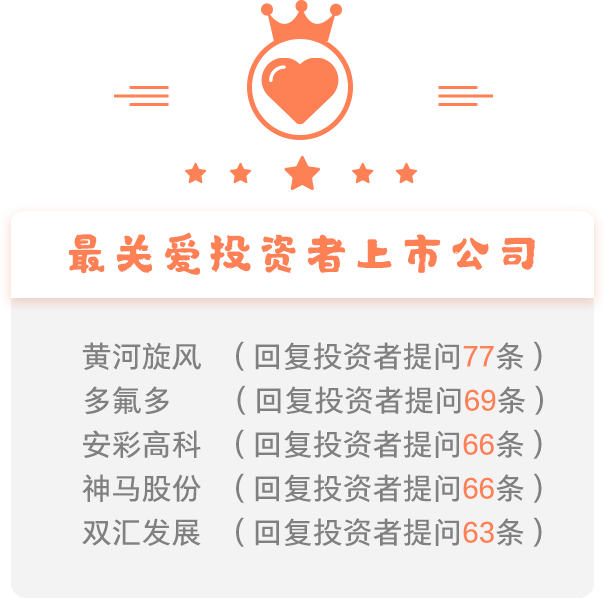 最关爱投资者上市公司
黄河旋风 （回复投资者提问77条）
多氟多 （回复投资者提问69条）
安彩高科 （回复投资者提问66条）
神马股份 （回复投资者提问66条）
双汇发展 （回复投资者提问63条）